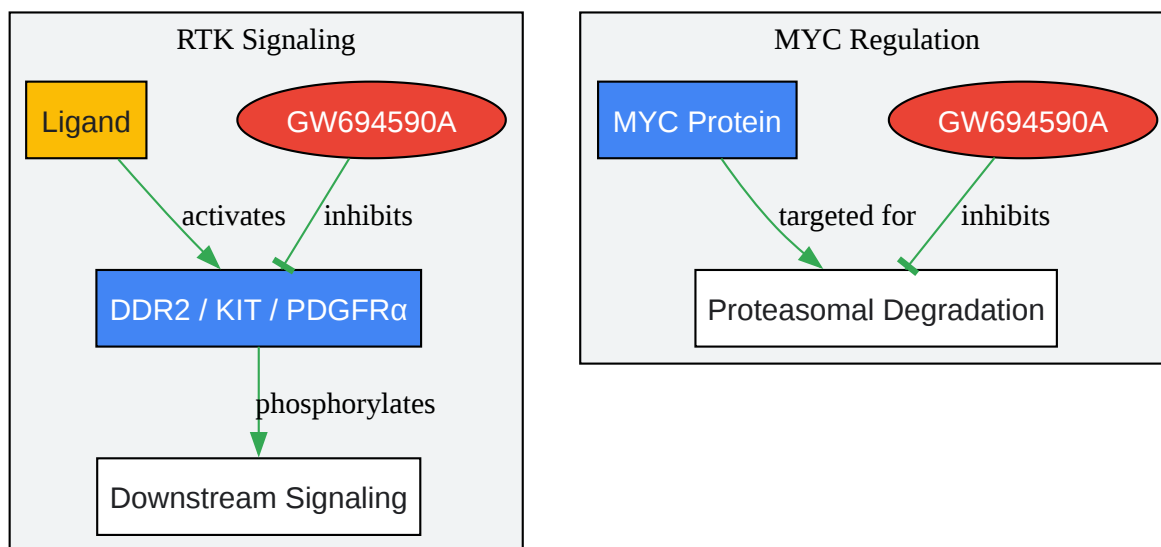 RTK Signaling
Ligand
GW694590A
activates
inhibits
DDR2 / KIT / PDGFRα
phosphorylates
Downstream Signaling
MYC Regulation
MYC Protein
GW694590A
targeted for
inhibits
Proteasomal Degradation